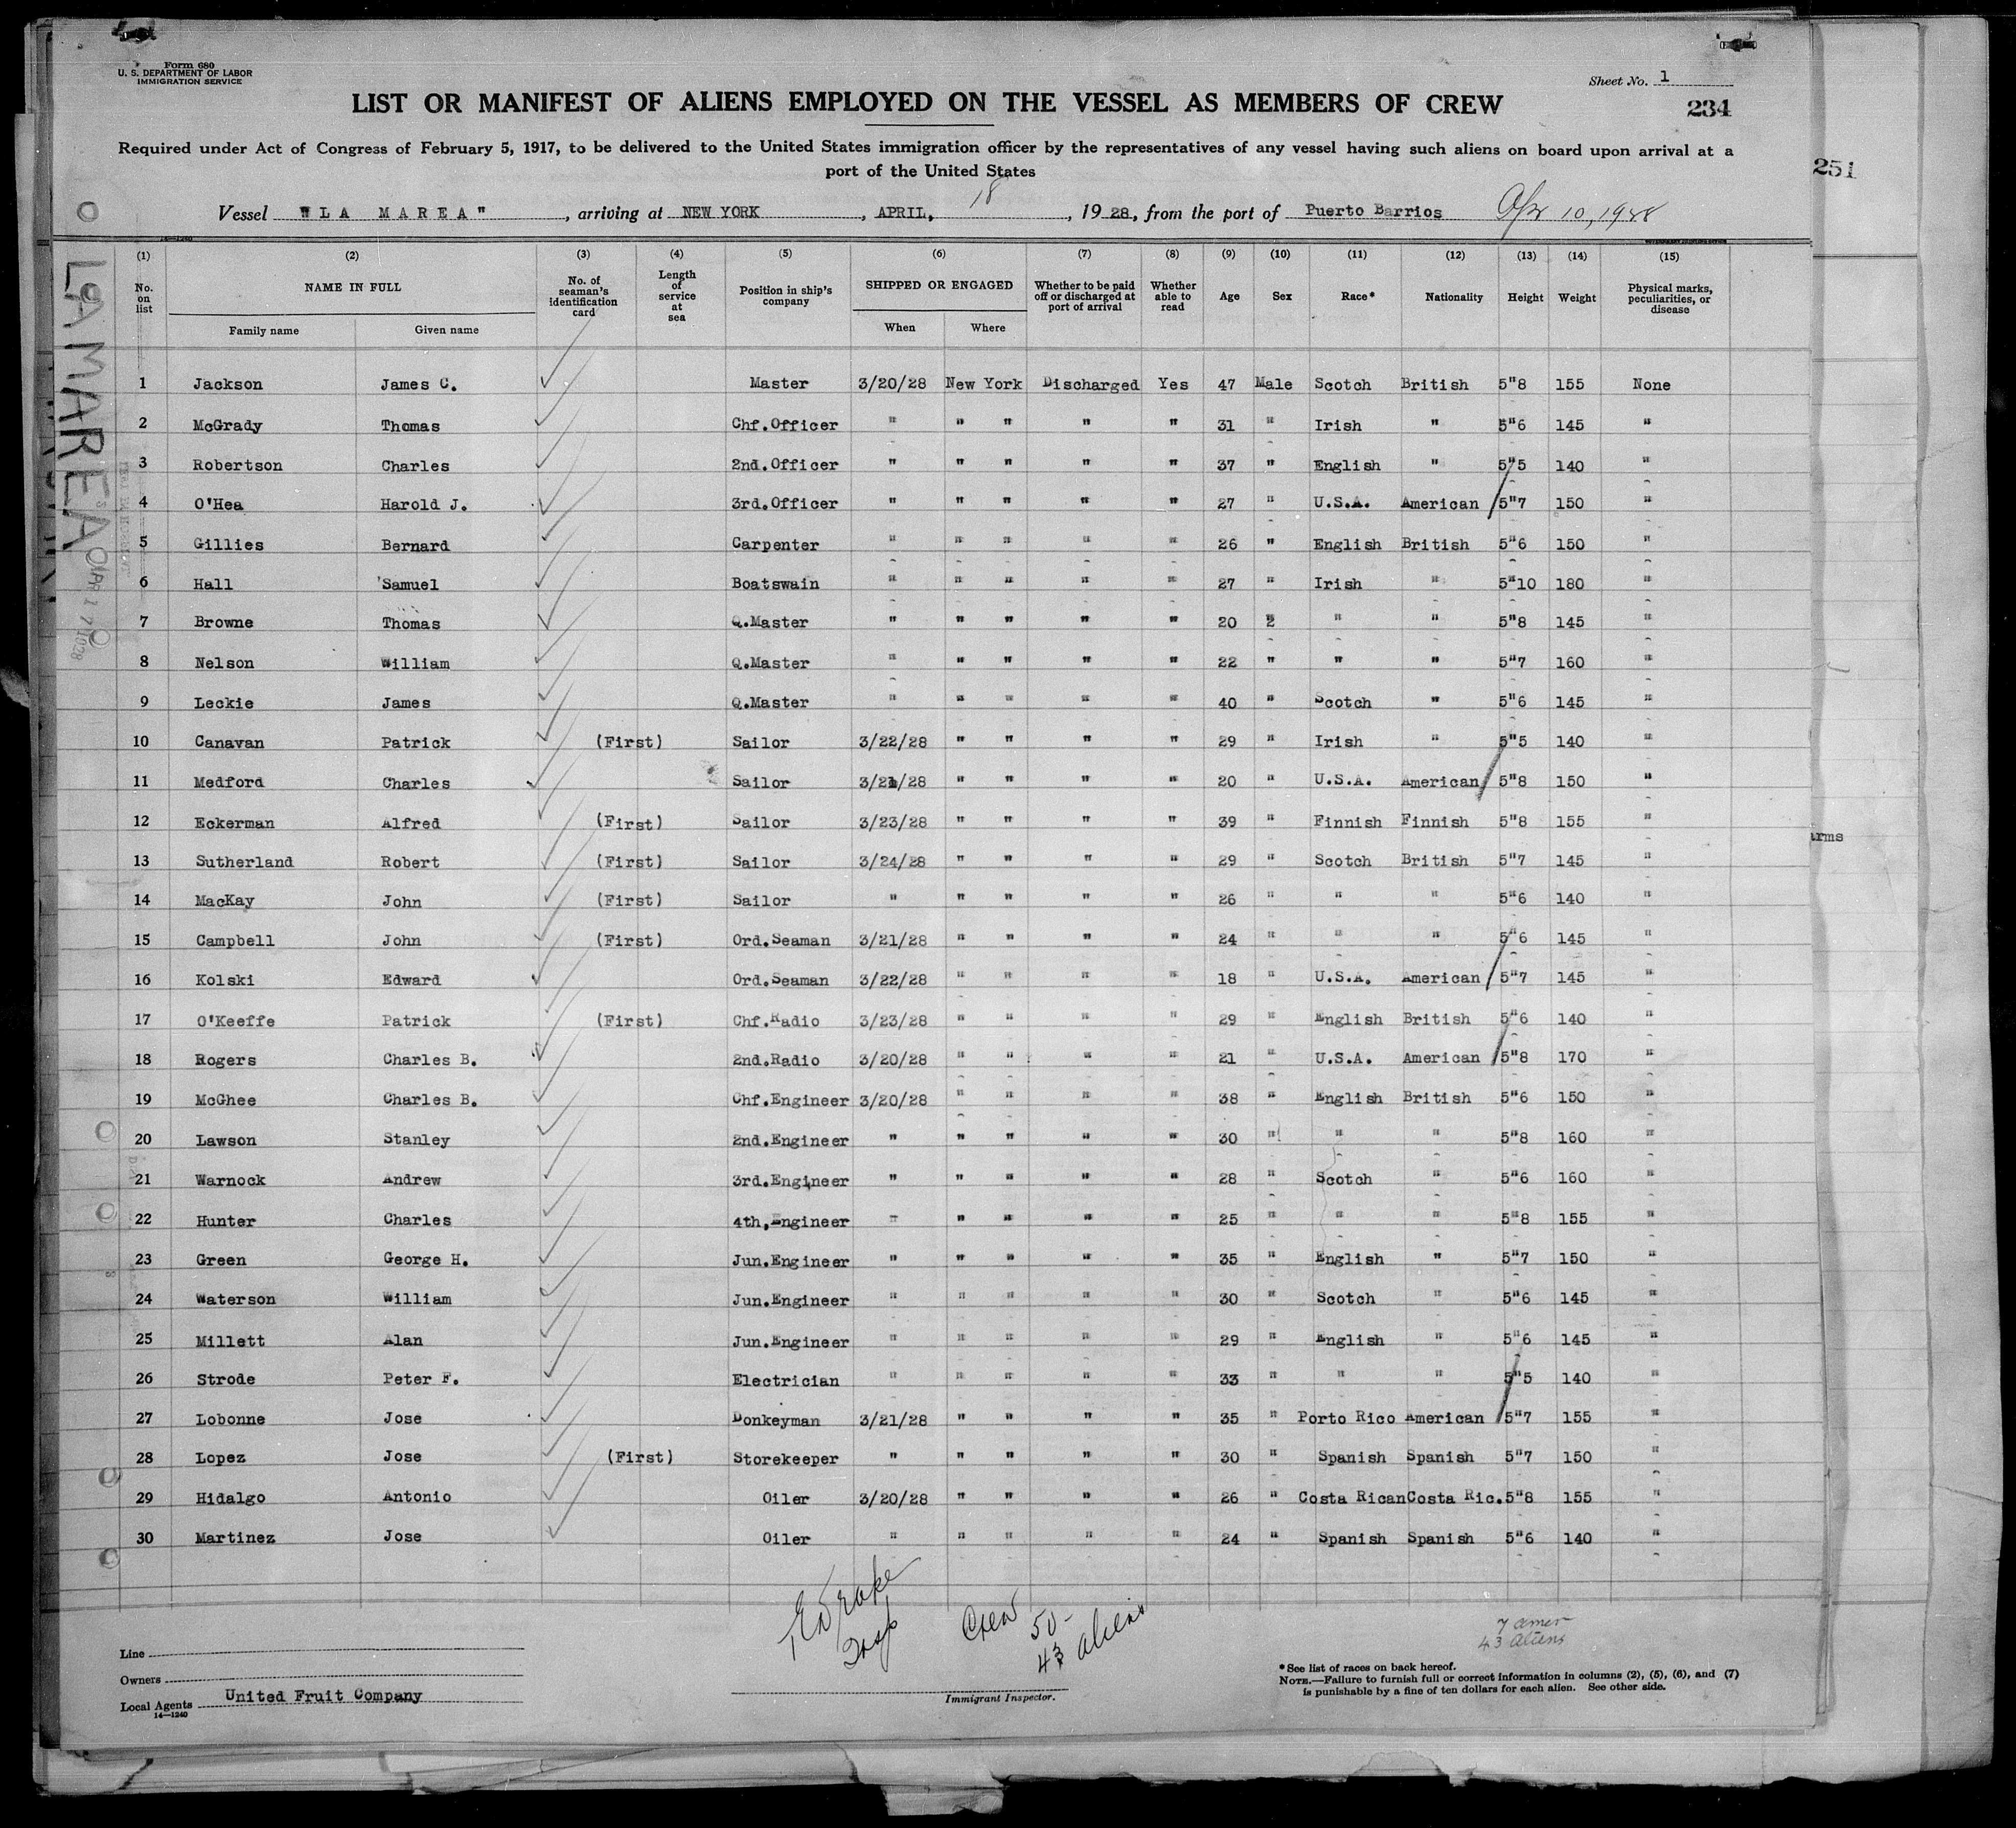 Form 680
U. S. DEPARTMENT OF LABOR
IMMIGRATION SERVICE
Sheet No. 1
LIST OR MANIFEST OF ALIENS EMPLOYED ON THE VESSEL AS MEMBERS OF CREW
234
Required under Act of Congress of February 5, 1917, to be delivered to the United States immigration officer by the representatives of any vessel having such aliens on board upon arrival at a
port of the United States
251
Vessel "LA MAREA", arriving at NEW YORK, APRIL, 18, 1928, from the port of Puerto Barrios Apr 10, 1928
14—1240
LA MAREA
APR 17 1928
(1) (2) (3) (4) (5) (6) (7) (8) (9) (10) (11) (12) (13) (14) (15)
No. on list NAME IN FULL Family name Given name No. of seaman's identification card Length of service at sea Position in ship's company SHIPPED OR ENGAGED When Where Whether to be paid off or discharged at port of arrival Whether able to read Age Sex Race* Nationality Height Weight Physical marks, peculiarities, or disease
1 Jackson James C. Master 3/20/28 New York Discharged Yes 47 Male Scotch British 5"8 155 None
2 McGrady Thomas Chf.Officer " " " " " 31 " Irish " 5"6 145 "
3 Robertson Charles 2nd.Officer " " " " " 37 " English " 5"5 140 "
4 O'Hea Harold J. 3rd.Officer " " " " " 27 " U.S.A. American 5"7 150 "
5 Gillies Bernard Carpenter " " " " " 26 " English British 5"6 150 "
6 Hall Samuel Boatswain " " " " " 27 " Irish " 5"10 180 "
7 Browne Thomas Q.Master " " " " " 20 " " " 5"8 145 "
8 Nelson William Q.Master " " " " " 22 " " " 5"7 160 "
9 Leckie James Q.Master " " " " " 40 " Scotch " 5"6 145 "
10 Canavan Patrick (First) Sailor 3/22/28 " " " " 29 " Irish " 5"5 140 "
11 Medford Charles Sailor 3/21/28 " " " " 20 " U.S.A. American 5"8 150 "
12 Eckerman Alfred (First) Sailor 3/23/28 " " " " 39 " Finnish Finnish 5"8 155 "
13 Sutherland Robert (First) Sailor 3/24/28 " " " " 29 " Scotch British 5"7 145 "
14 MacKay John (First) Sailor " " " " " 26 " " " 5"6 140 "
15 Campbell John (First) Ord.Seaman 3/21/28 " " " " 24 " " " 5"6 145 "
16 Kolski Edward Ord.Seaman 3/22/28 " " " " 18 " U.S.A. American 5"7 145 "
17 O'Keeffe Patrick (First) Chf.Radio 3/23/28 " " " " 29 " English British 5"6 140 "
18 Rogers Charles B. 2nd.Radio 3/20/28 " " " " 21 " U.S.A. American 5"8 170 "
19 McGhee Charles B. Chf.Engineer 3/20/28 " " " " 38 " English British 5"6 150 "
20 Lawson Stanley 2nd.Engineer " " " " " 30 " " " 5"8 160 "
21 Warnock Andrew 3rd.Engineer " " " " " 28 " Scotch " 5"6 160 "
22 Hunter Charles 4th,Engineer " " " " " 25 " " " 5"8 155 "
23 Green George H. Jun.Engineer " " " " " 35 " English " 5"7 150 "
24 Waterson William Jun.Engineer " " " " " 30 " Scotch " 5"6 145 "
25 Millett Alan Jun.Engineer " " " " " 29 " English " 5"6 145 "
26 Strode Peter F. Electrician " " " " " 33 " " " 5"5 140 "
27 Lobonne Jose Donkeyman 3/21/28 " " " " 35 " Porto Rico American 5"7 155 "
28 Lopez Jose (First) Storekeeper " " " " " 30 " Spanish Spanish 5"7 150 "
29 Hidalgo Antonio Oiler 3/20/28 " " " " 26 " Costa Rican Costa Ric. 5"8 155 "
30 Martinez Jose Oiler " " " " " 24 " Spanish Spanish 5"6 140 "
Crew 50-
43 aliens
7 amer
43 aliens
Line
Owners
Local Agents United Fruit Company
14—1240
Immigrant Inspector.
*See list of races on back hereof.
NOTE.—Failure to furnish full or correct information in columns (2), (5), (6), and (7)
is punishable by a fine of ten dollars for each alien. See other side.